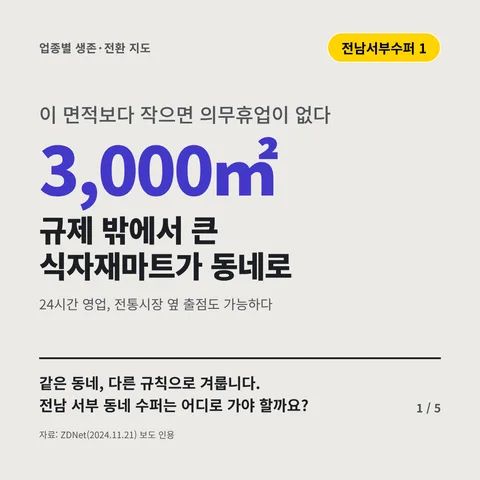 업종별 생존·전환 지도
전남서부수퍼 1
이 면적보다 작으면 의무휴업이 없다
3,000㎡
규제 밖에서 큰
식자재마트가 동네로
24시간 영업, 전통시장 옆 출점도 가능하다
같은 동네, 다른 규칙으로 겨룹니다.
전남 서부 동네 수퍼는 어디로 가야 할까요?
1 / 5
자료: ZDNet(2024.11.21) 보도 인용